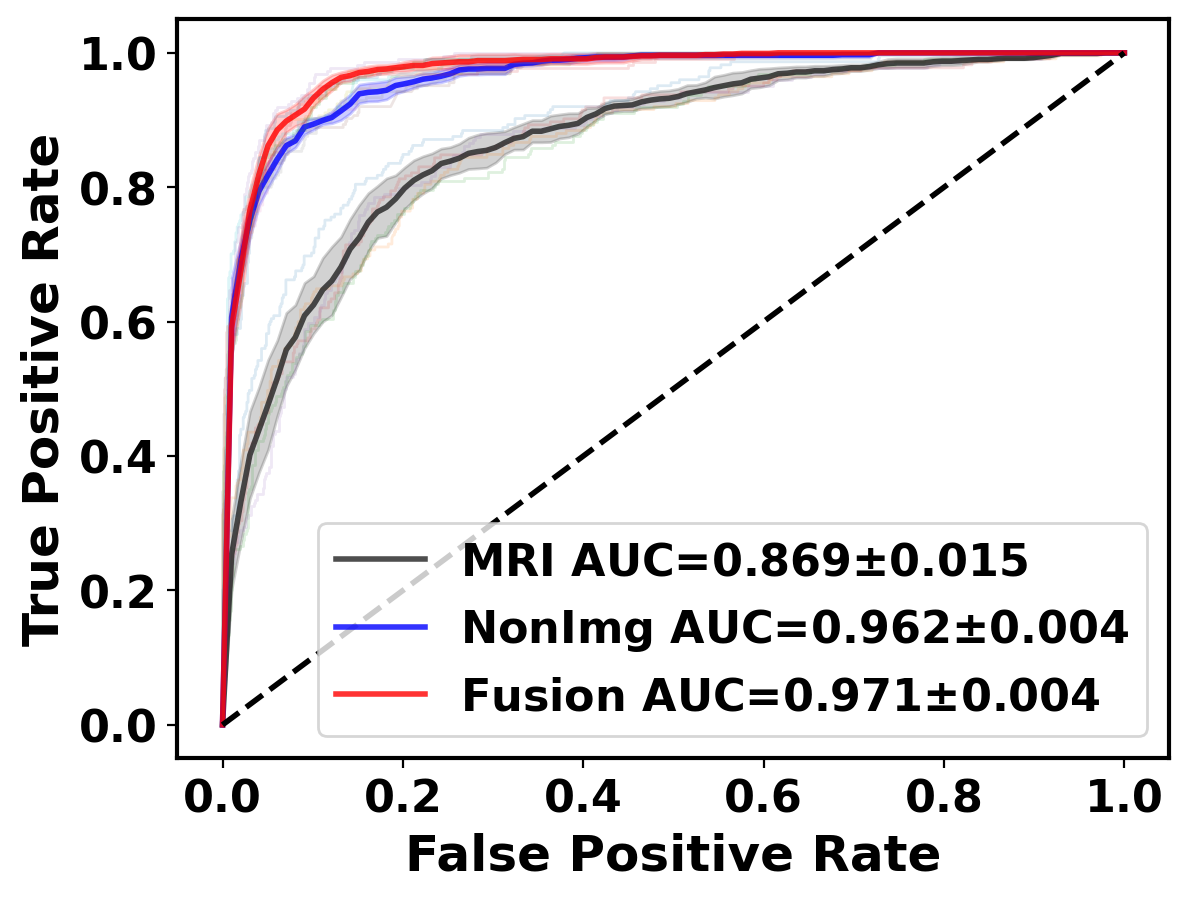 1.0
0.8
0.6
0.4
0.2
0.0
True Positive Rate
MRI AUC=0.869±0.015
NonImg AUC=0.962±0.004
Fusion AUC=0.971±0.004
0.0 0.2 0.4 0.6 0.8 1.0
False Positive Rate